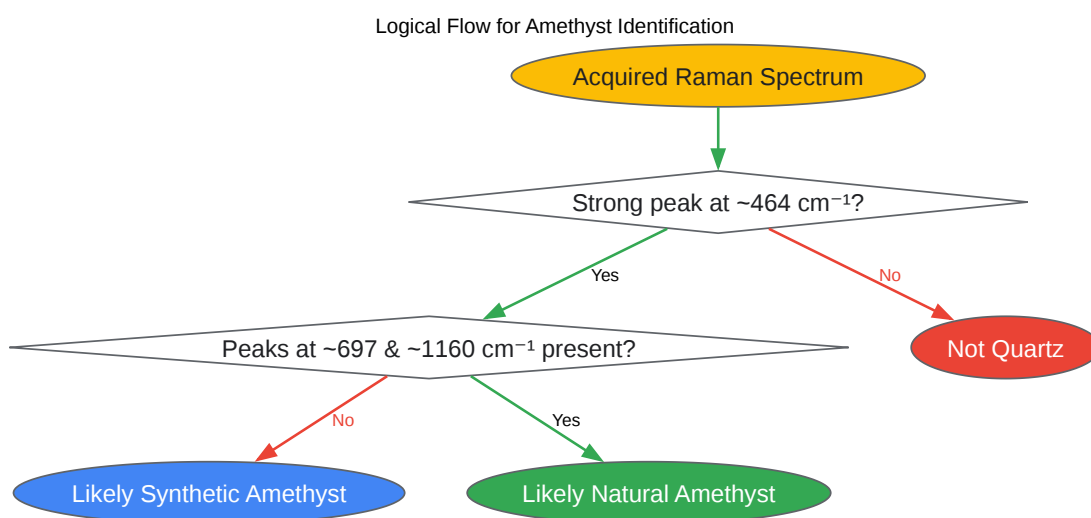 Logical Flow for Amethyst Identification
Acquired Raman Spectrum
Strong peak at ~464 cm⁻¹?
Yes
No
Peaks at ~697 & ~1160 cm⁻¹ present?
Not Quartz
No
Yes
Likely Synthetic Amethyst
Likely Natural Amethyst